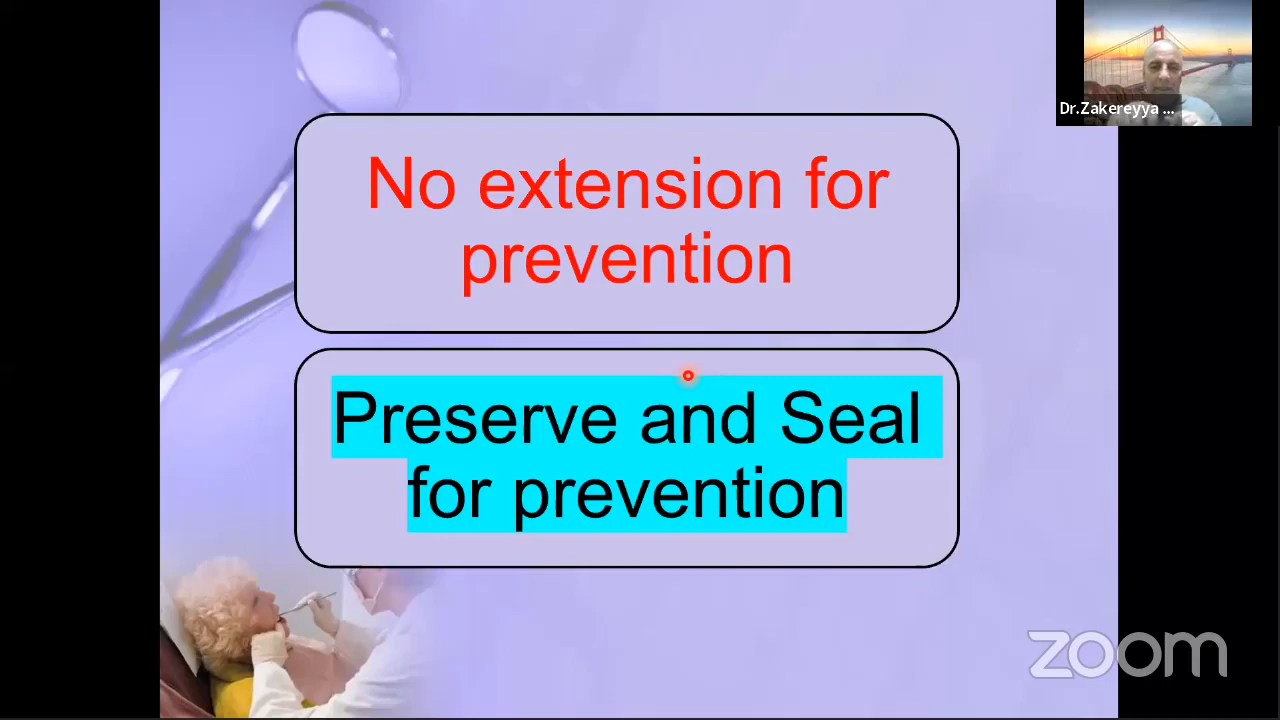 Dr.Zakereyya ...
No extension for
prevention
Preserve and Seal
for prevention
zoom